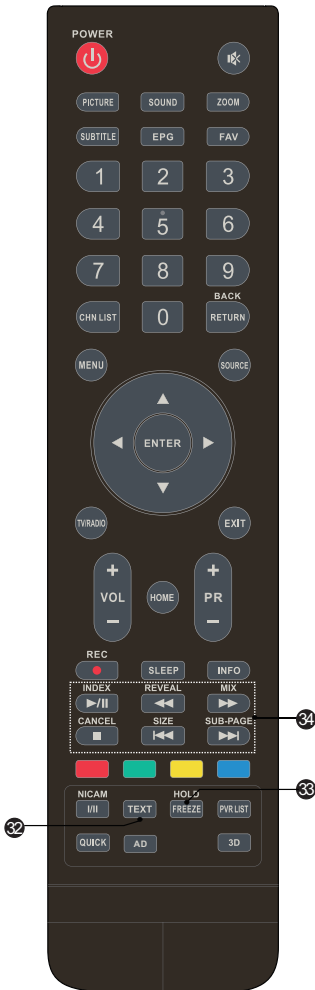 POWER
PICTURE SOUND ZOOM
SUBTITLE EPG FAV
1 2 3
4 5 6
7 8 9
BACK
CHN LIST 0 RETURN
MENU SOURCE
ENTER
TV/RADIO EXIT
+ +
VOL HOME PR
− −
REC
SLEEP INFO
INDEX REVEAL MIX
CANCEL SIZE SUB-PAGE
34
NICAM HOLD
33
I/II TEXT FREEZE PVR LIST
32
QUICK AD 3D